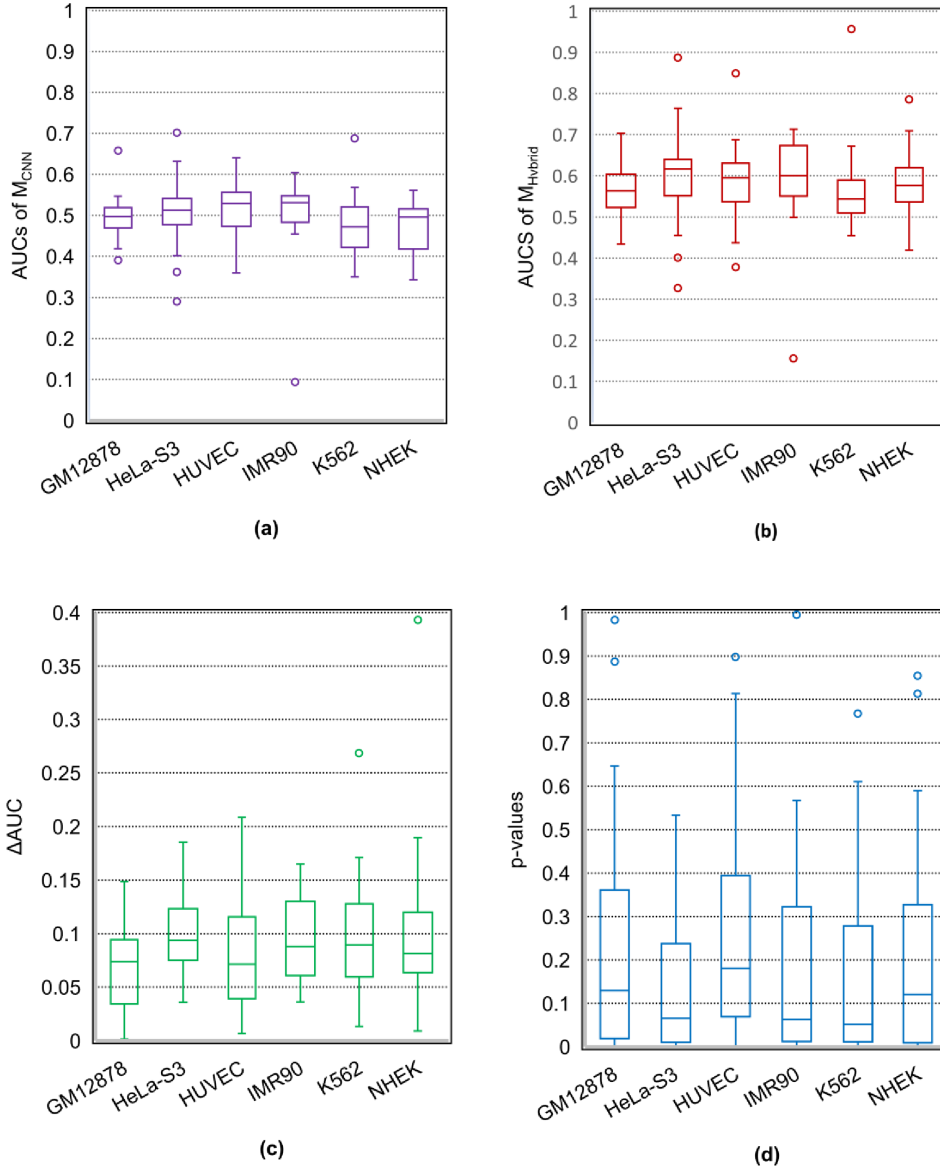 1
0.9
0.8
0.7
0.6
0.5
0.4
0.3
0.2
0.1
0
AUCs of MCNN
GM12878
HeLa-S3
HUVEC
IMR90
K562
NHEK
(a)
1
0.9
0.8
0.7
0.6
0.5
0.4
0.3
0.2
0.1
0
AUCS of MHybrid
GM12878
HeLa-S3
HUVEC
IMR90
K562
NHEK
(b)
0.4
0.35
0.3
0.25
0.2
0.15
0.1
0.05
0
ΔAUC
GM12878
HeLa-S3
HUVEC
IMR90
K562
NHEK
(c)
1
0.9
0.8
0.7
0.6
0.5
0.4
0.3
0.2
0.1
0
p-values
GM12878
HeLa-S3
HUVEC
IMR90
K562
NHEK
(d)